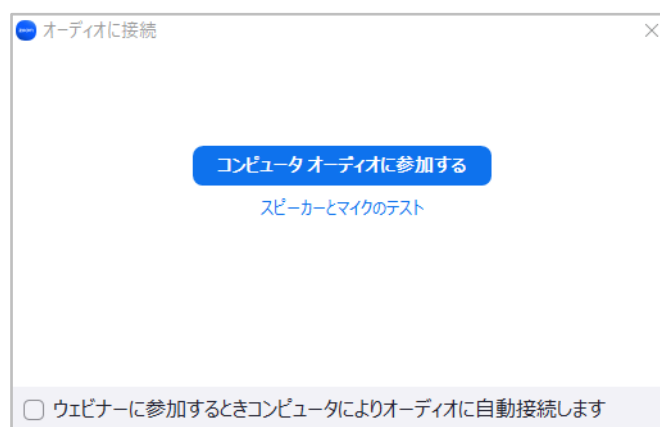 オーディオに接続
コンピュータ オーディオに参加する
スピーカーとマイクのテスト
ウェビナーに参加するときコンピュータによりオーディオに自動接続します